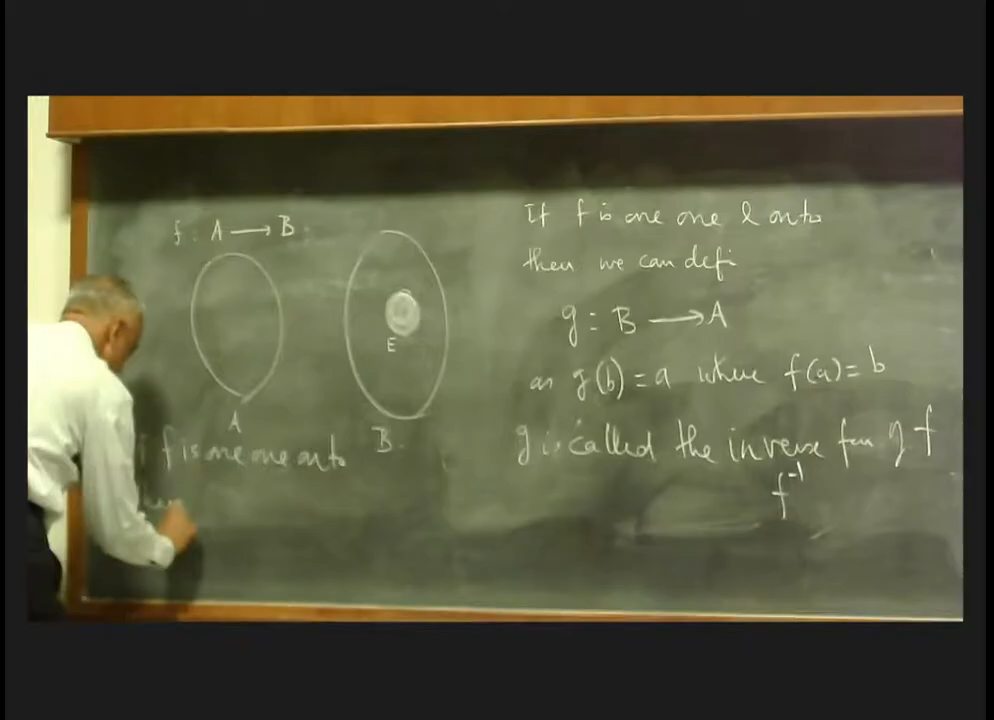 f : A → B :
E
A
B.
f is one one onto
If f is one one & onto
then we can defi
g : B → A
as g(b) = a where f(a) = b
g is called the inverse fun of f
f⁻¹